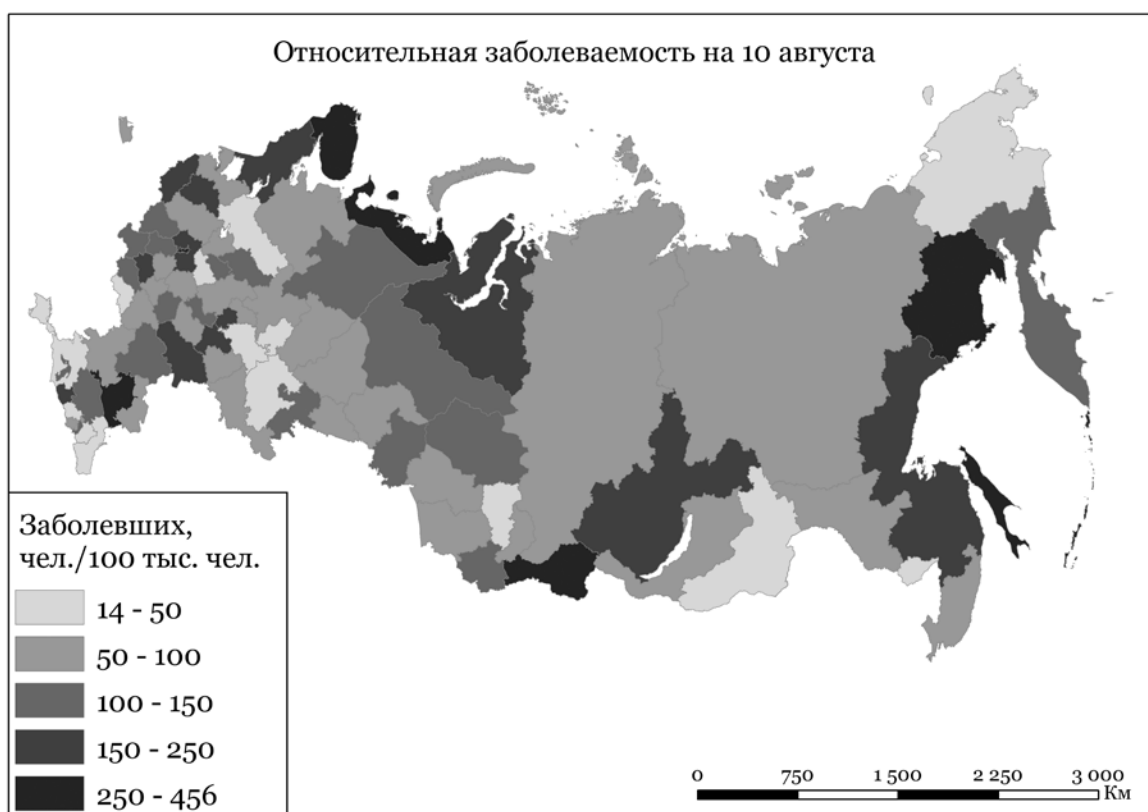 Относительная заболеваемость на 10 августа
Заболевших,
чел./100 тыс. чел.
14 - 50
50 - 100
100 - 150
150 - 250
250 - 456
0 750 1 500 2 250 3 000
Км